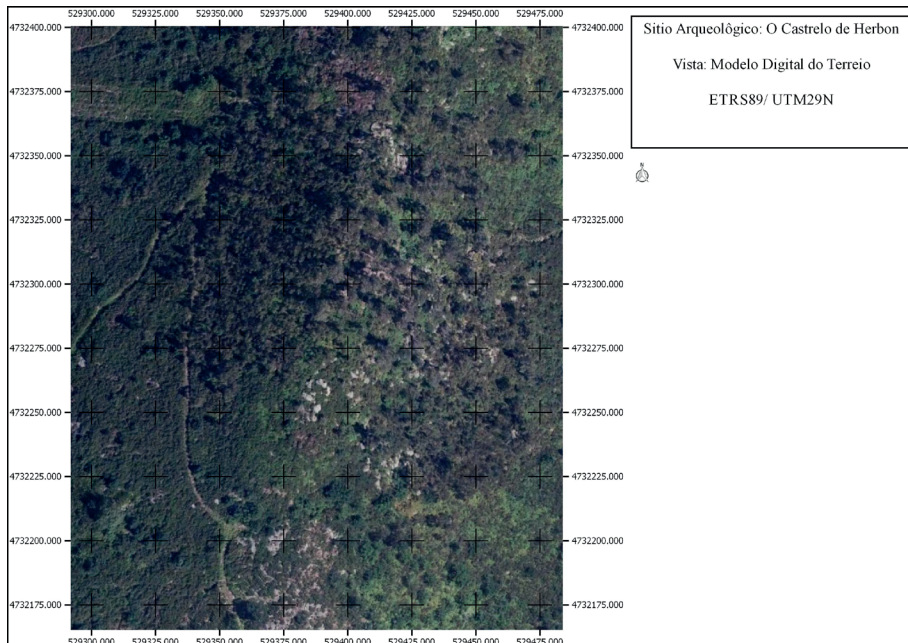 529300.000 529325.000 529350.000 529375.000 529400.000 529425.000 529450.000 529475.000
4732400.000 4732400.000
4732375.000 4732375.000
4732350.000 4732350.000
4732325.000 4732325.000
4732300.000 4732300.000
4732275.000 4732275.000
4732250.000 4732250.000
4732225.000 4732225.000
4732200.000 4732200.000
4732175.000 4732175.000
529300.000 529325.000 529350.000 529375.000 529400.000 529425.000 529450.000 529475.000
Sitio Arqueolôgico: O Castrelo de Herbon
Vista: Modelo Digital do Terreio
ETRS89/ UTM29N
N